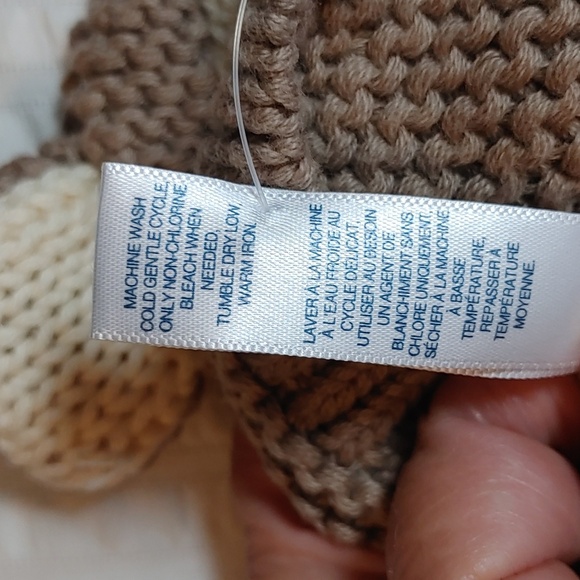 MACHINE WASH
COLD GENTLE CYCLE,
ONLY NON-CHLORINE
BLEACH WHEN
NEEDED,
TUMBLE DRY LOW,
WARM IRON.
LAVER À LA MACHINE
À L'EAU FROIDE AU
CYCLE DÉLICAT,
UTILISER AU BESOIN
UN AGENT DE
BLANCHIMENT SANS
CHLORE UNIQUEMENT,
SÉCHER À LA MACHINE
À BASSE
TEMPÉRATURE,
REPASSER À
TEMPÉRATURE
MOYENNE.